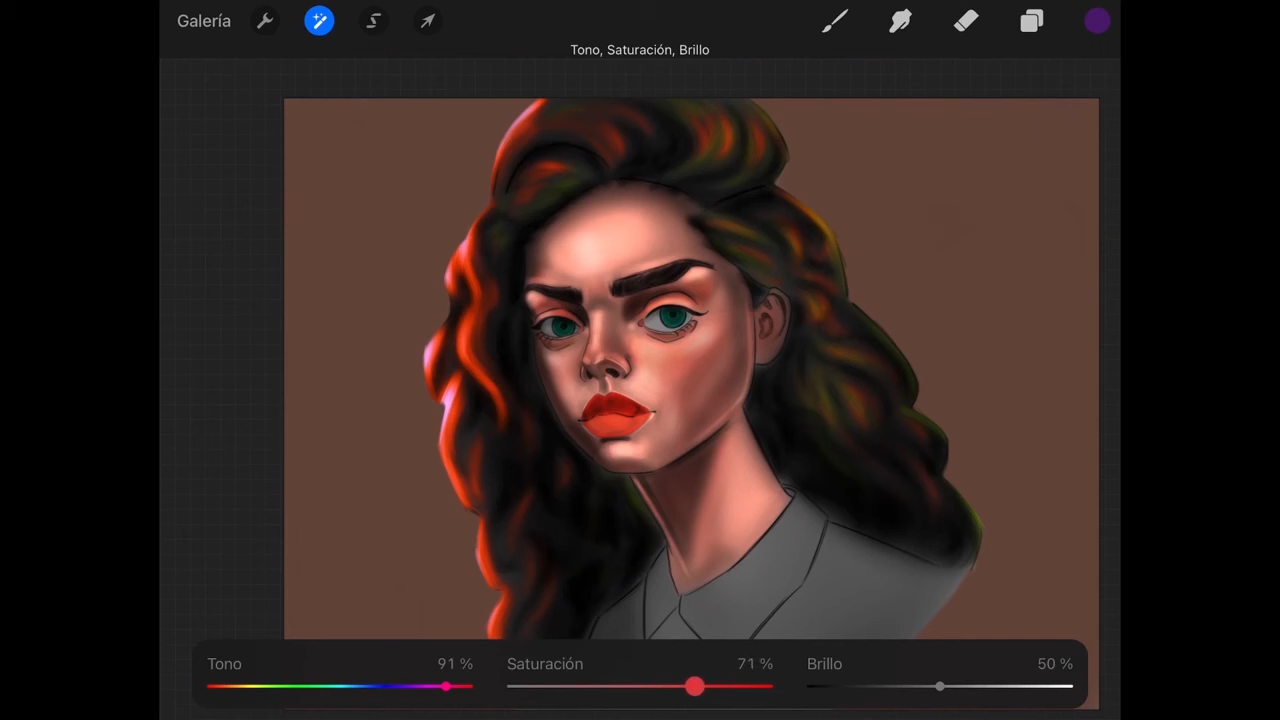 Galería
Tono, Saturación, Brillo
Tono 91 % Saturación 71 % Brillo 50 %